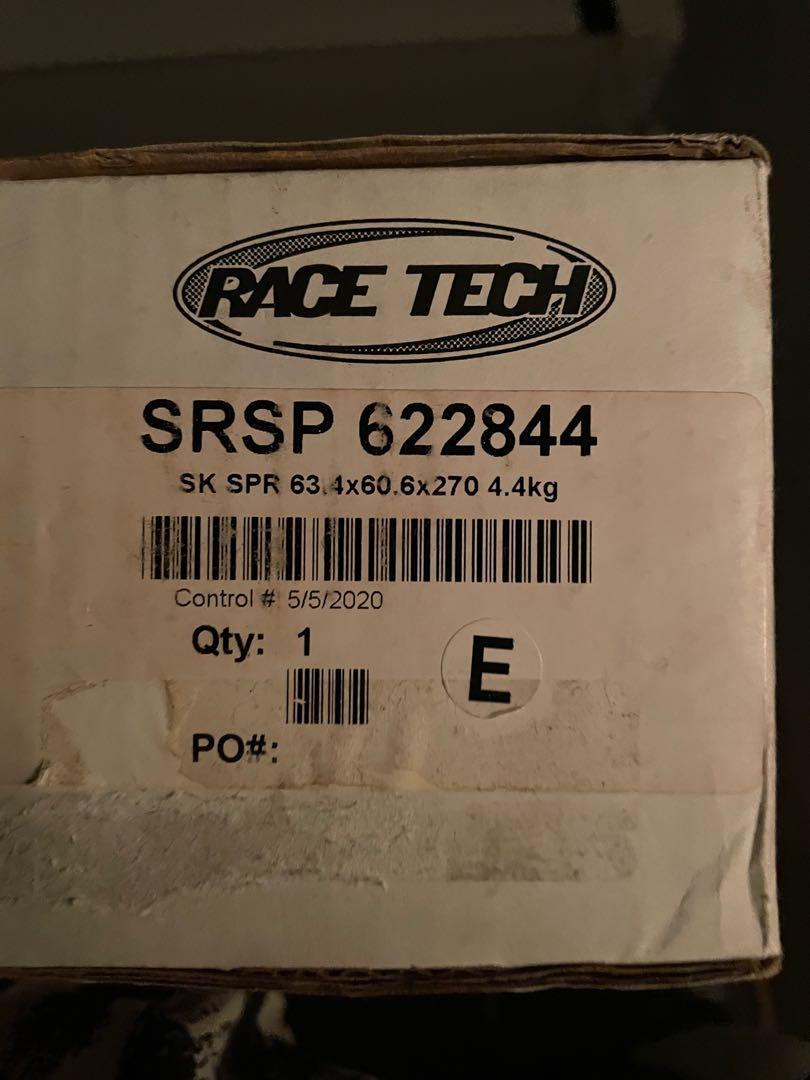 RACE TECH
SRSP 622844
SK SPR 63.4x60.6x270 4.4kg
Control # 5/5/2020
Qty: 1
E
PO#: